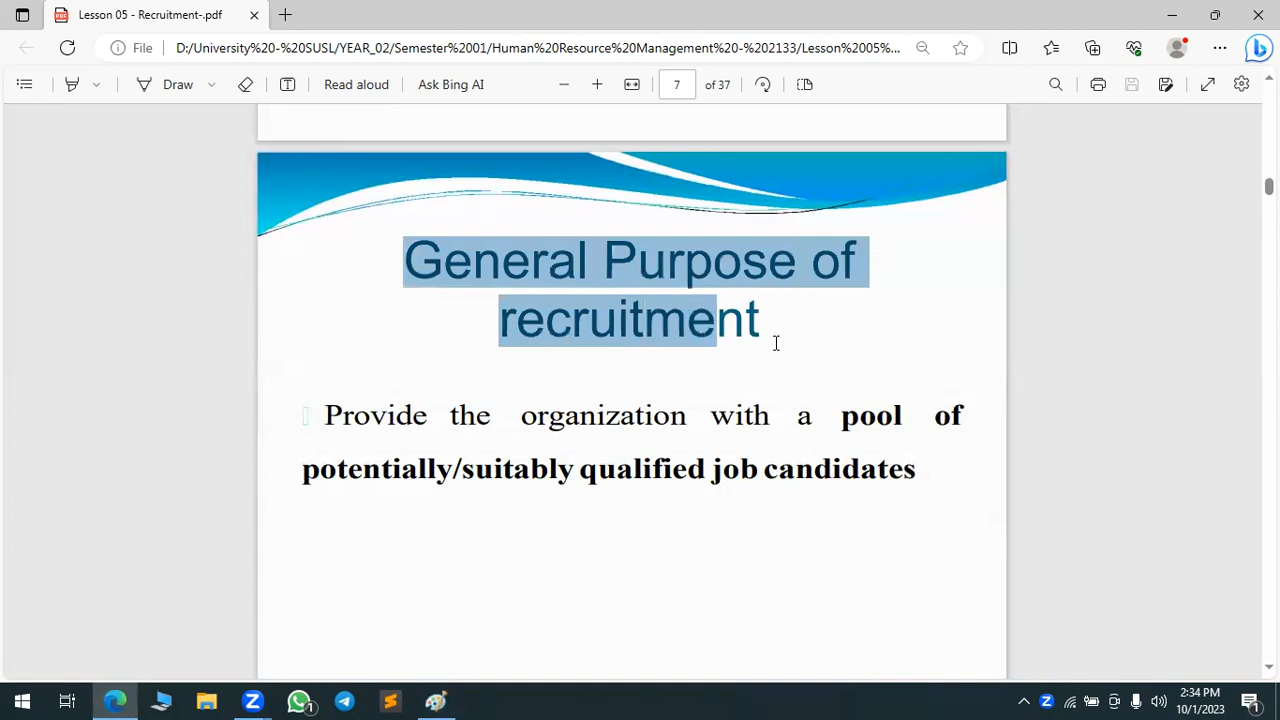 Lesson 05 - Recruitment-.pdf
File
D:/University%20-%20SUSL/YEAR_02/Semester%2001/Human%20Resource%20Management%20-%202133/Lesson%2005%...
Draw
Read aloud
Ask Bing AI
7
of 37
General Purpose of
recruitment
Provide the organization with a pool of
potentially/suitably qualified job candidates
2:34 PM
10/1/2023